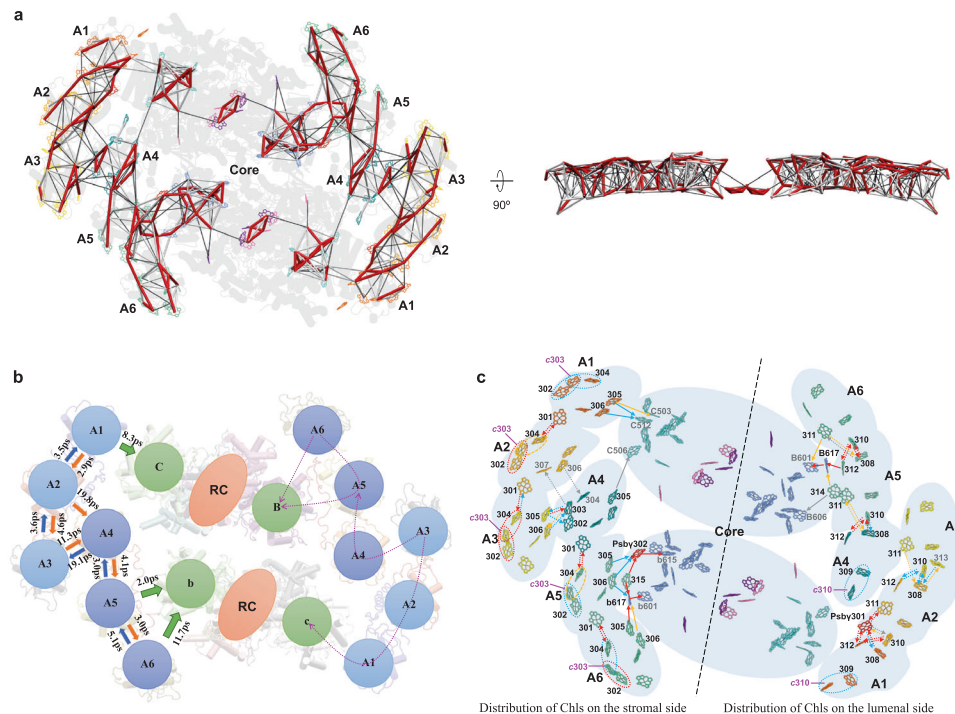 a
A1
A2
A3
A4
A5
A6
A6
A5
A4
A3
A2
A1
Core
90º
b
A1
A2
A3
A4
A5
A6
C
b
RC
RC
B
c
A6
A5
A4
A3
A2
A1
8.3ps
3.5ps
2.9ps
19.8ps
3.6ps
4.6ps
11.3ps
19.1ps
4.1ps
2.0ps
3.0ps
5.1ps
11.7ps
c
A1
c303
304
302
305
306
C503
C512
301
A2
c303
304
302
307
306
C506
A4
304
305
301
304
303
305
302
306
c303
A3
302
301
304
c303
A5
302
Psbγ302
305
b613
315
306
b617
b601
301
305
306
304
c303
A6
302
Core
A6
311
B617
310
B601
312
308
A5
314
311
B606
310
312
308
A
311
A4
309
310
313
c310
312
308
A2
311
Psbγ301
310
312
308
309
c310
A1
Distribution of Chls on the stromal side
Distribution of Chls on the lumenal side